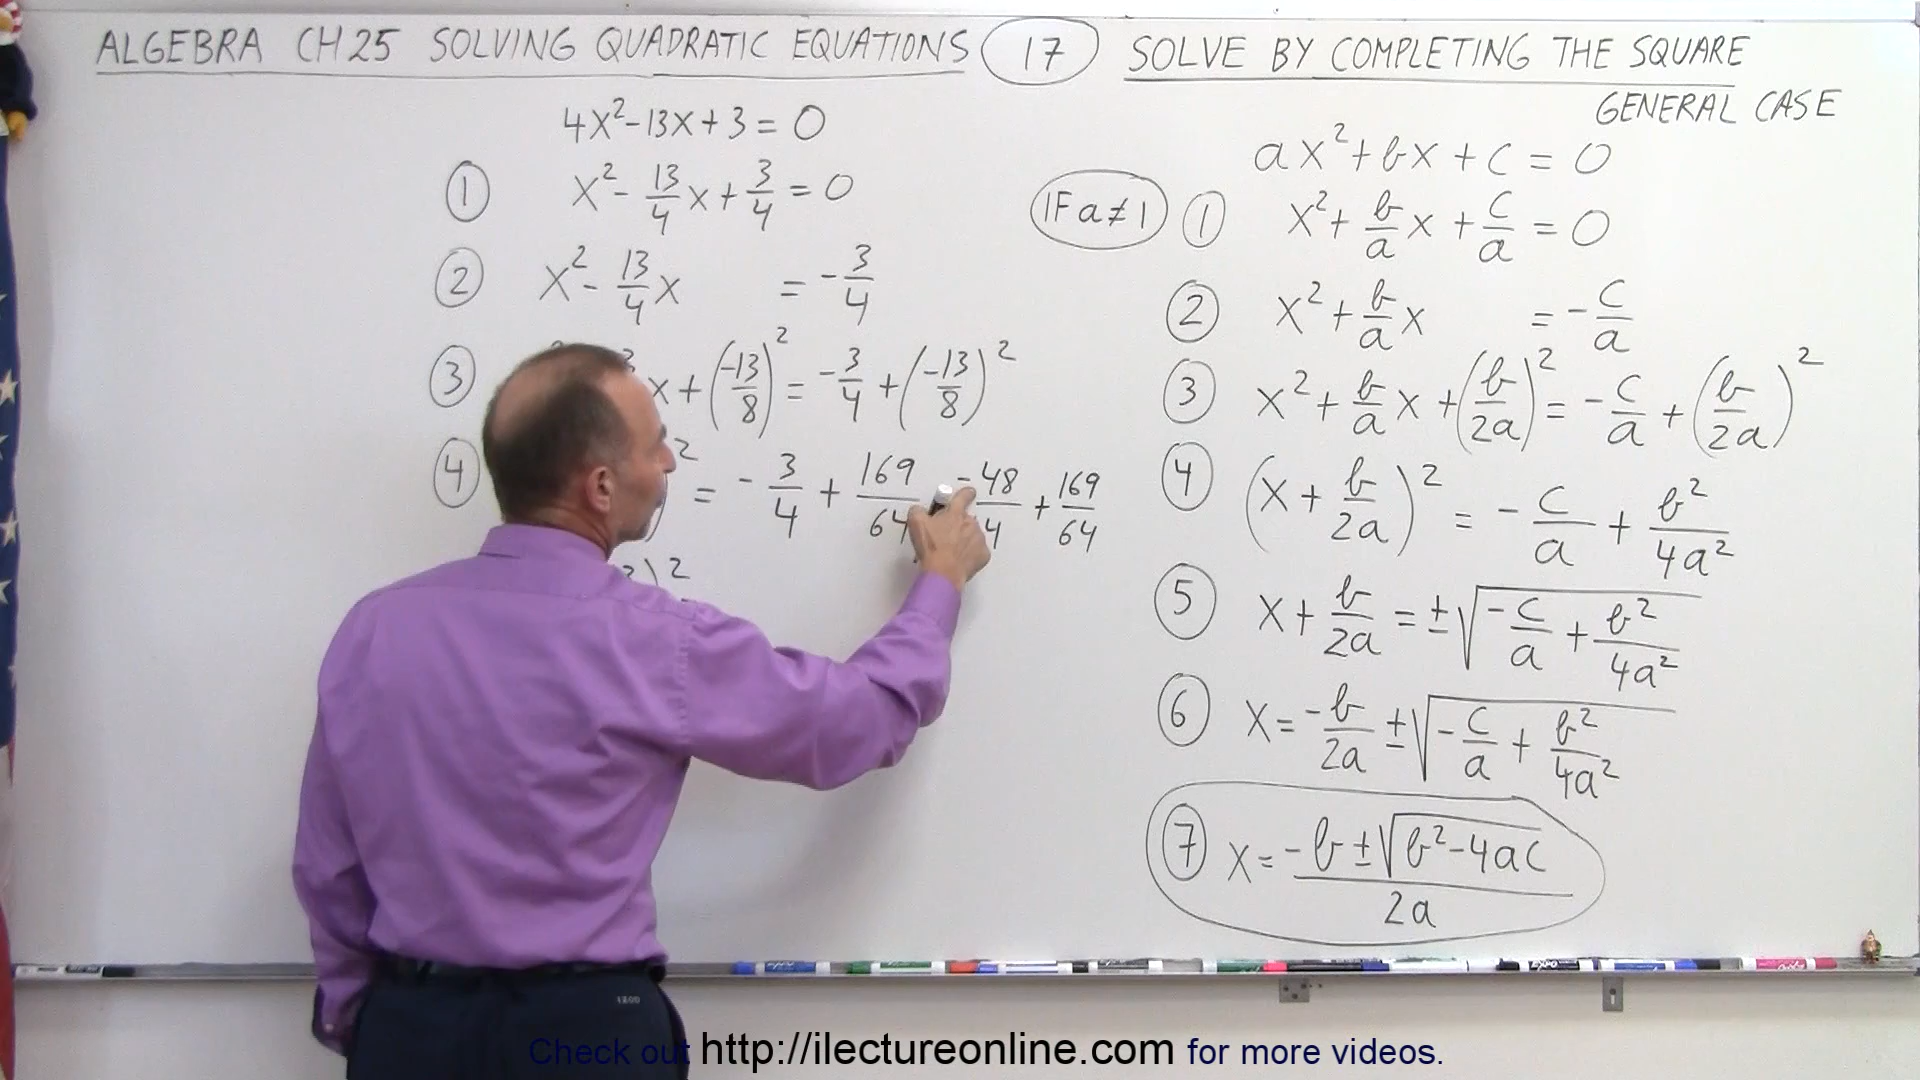 ALGEBRA CH 25 SOLVING QUADRATIC EQUATIONS 17 SOLVE BY COMPLETING THE SQUARE
GENERAL CASE
4x²-13x+3=0
① x²-13/4x+3/4=0
② x²-13/4x =-3/4
③ x+(-13/8)²=-3/4+(-13/8)²
④ ²=-3/4+169/64 -48/ +169/64
)²
ax²+bx+c=0
IF a≠1 ① x²+b/a x+c/a=0
② x²+b/a x =-c/a
③ x²+b/a x+(b/2a)²=-c/a+(b/2a)²
④ (x+b/2a)²=-c/a+b²/4a²
⑤ x+b/2a=±√(-c/a+b²/4a²)
⑥ x=-b/2a±√(-c/a+b²/4a²)
⑦ x=(-b±√(b²-4ac))/2a
Check out http://ilectureonline.com for more videos.